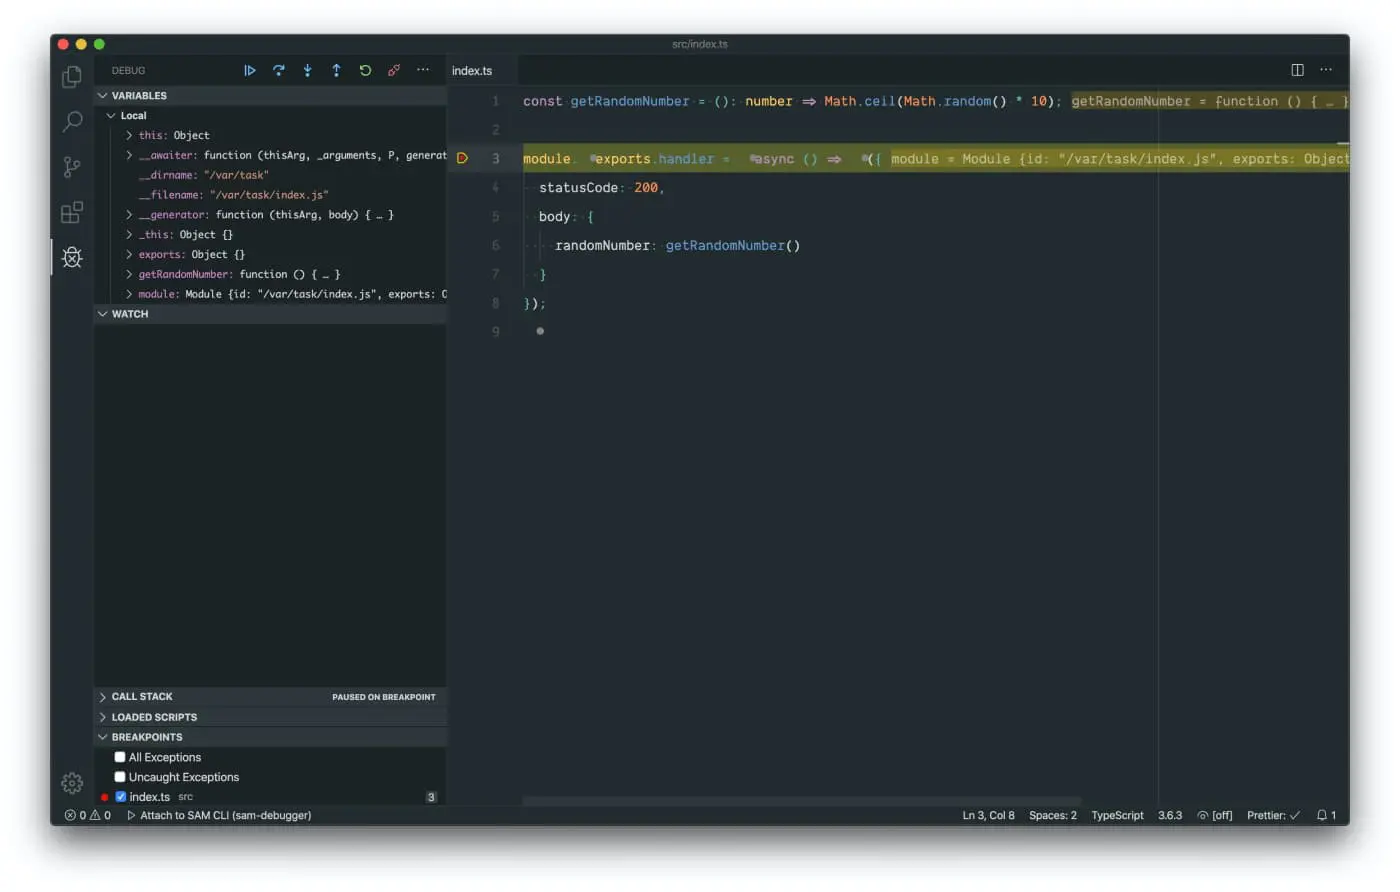 src/index.ts
DEBUG
index.ts
VARIABLES
Local
this: Object
__awaiter: function (thisArg, _arguments, P, generat
__dirname: "/var/task"
__filename: "/var/task/index.js"
__generator: function (thisArg, body) { … }
_this: Object {}
exports: Object {}
getRandomNumber: function () { … }
module: Module {id: "/var/task/index.js", exports: O
WATCH
CALL STACK PAUSED ON BREAKPOINT
LOADED SCRIPTS
BREAKPOINTS
All Exceptions
Uncaught Exceptions
index.ts src 3
1 const getRandomNumber = (): number => Math.ceil(Math.random() * 10); getRandomNumber = function () { … }
2
3 module. exports.handler = async () => ({ module = Module {id: "/var/task/index.js", exports: Object
4 statusCode: 200,
5 body: {
6 randomNumber: getRandomNumber()
7 }
8 });
9
0 0 Attach to SAM CLI (sam-debugger) Ln 3, Col 8 Spaces: 2 TypeScript 3.6.3 [off] Prettier: ✓ 1